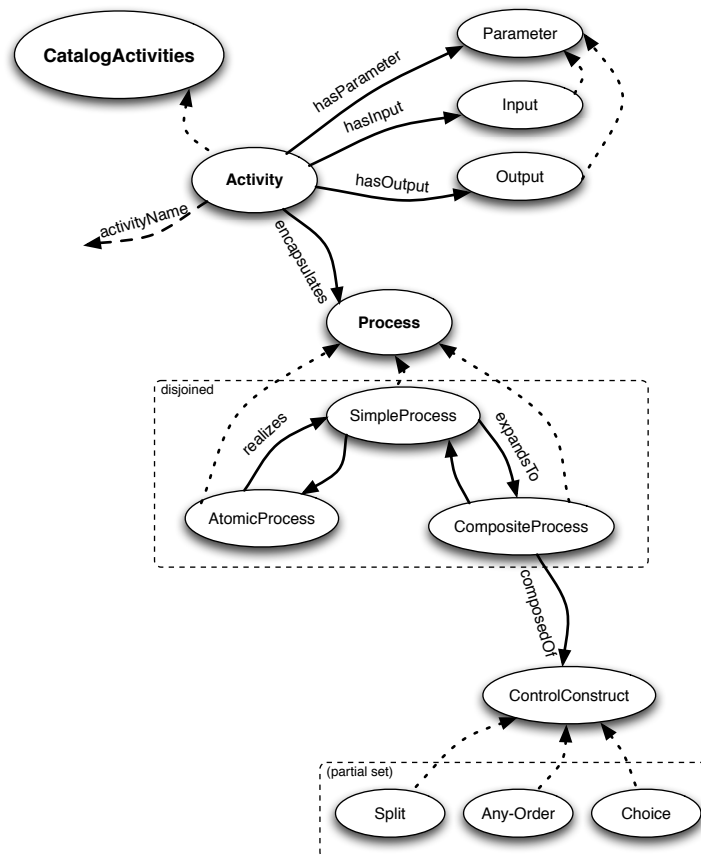 Parameter
CatalogActivities
hasParameter
Input
hasInput
Activity
Output
hasOutput
activityName
encapsulates
Process
disjoined
SimpleProcess
realizes
expandsTo
AtomicProcess
CompositeProcess
composedOf
ControlConstruct
(partial set)
Split
Any-Order
Choice